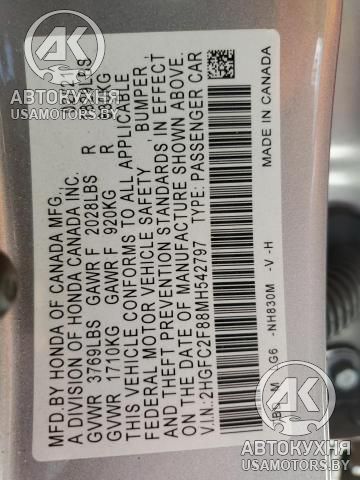 MFD. BY HONDA OF CANADA MFG.,
A DIVISION OF HONDA CANADA INC.
GVWR 3769LBS GAWR F 2028LBS R
GVWR 1710KG GAWR F 920KG R
THIS VEHICLE CONFORMS TO ALL APPLICABLE
FEDERAL MOTOR VEHICLE SAFETY, BUMPER,
AND THEFT PREVENTION STANDARDS IN EFFECT
ON THE DATE OF MANUFACTURE SHOWN ABOVE.
V.I.N.:2HGFC2F88MH542797 TYPE: PASSENGER CAR
NH830M -V -H
MADE IN CANADA
АВТОКУХНЯ
USAMOTORS.BY
АВТОКУХНЯ
USAMOTORS.BY
АВТОКУХНЯ
USAMOTORS.BY